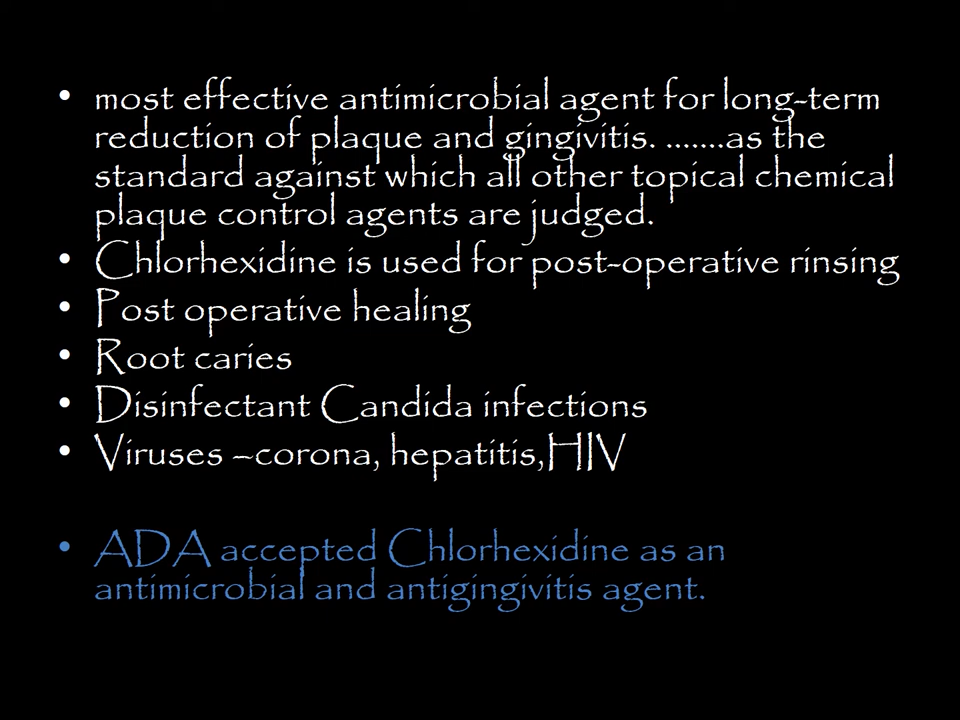 • most effective antimicrobial agent for long-term
reduction of plaque and gingivitis. .......as the
standard against which all other topical chemical
plaque control agents are judged.
• Chlorhexidine is used for post-operative rinsing
• Post operative healing
• Root caries
• Disinfectant Candida infections
• Viruses –corona, hepatitis,HIV
• ADA accepted Chlorhexidine as an
antimicrobial and antigingivitis agent.